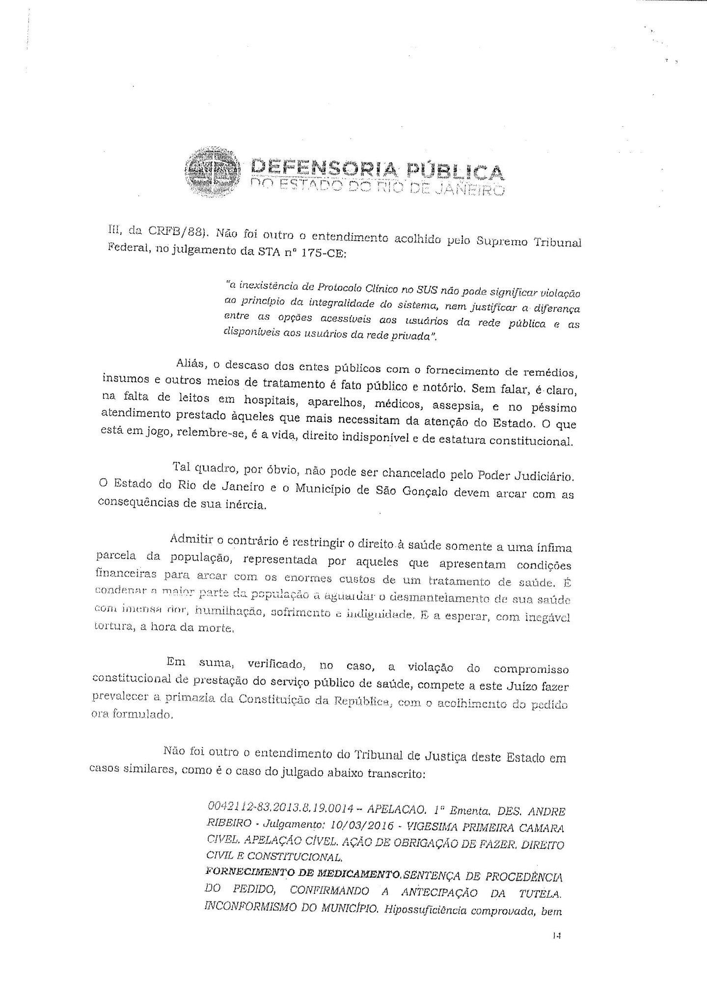 DEFENSORIA PÚBLICA
DO ESTADO DO RIO DE JANEIRO
III, da CRFB/88). Não foi outro o entendimento acolhido pelo Supremo Tribunal
Federal, no julgamento da STA nº 175-CE:
"a inexistência de Protocolo Clínico no SUS não pode significar violação
ao princípio da integralidade do sistema, nem justificar a diferença
entre as opções acessíveis aos usuários da rede pública e as
disponíveis aos usuários da rede privada".
Aliás, o descaso dos entes públicos com o fornecimento de remédios,
insumos e outros meios de tratamento é fato público e notório. Sem falar, é claro,
na falta de leitos em hospitais, aparelhos, médicos, assepsia, e no péssimo
atendimento prestado àqueles que mais necessitam da atenção do Estado. O que
está em jogo, relembre-se, é a vida, direito indisponível e de estatura constitucional.
Tal quadro, por óbvio, não pode ser chancelado pelo Poder Judiciário.
O Estado do Rio de Janeiro e o Município de São Gonçalo devem arcar com as
consequências de sua inércia.
Admitir o contrário é restringir o direito à saúde somente a uma ínfima
parcela da população, representada por aqueles que apresentam condições
financeiras para arcar com os enormes custos de um tratamento de saúde. É
condenar a maior parte da população a aguardar o desmantelamento de sua saúde
com imensa dor, humilhação, sofrimento e indignidade. E a esperar, com inegável
tortura, a hora da morte.
Em suma, verificado, no caso, a violação do compromisso
constitucional de prestação do serviço público de saúde, compete a este Juízo fazer
prevalecer a primazia da Constituição da República, com o acolhimento do pedido
ora formulado.
Não foi outro o entendimento do Tribunal de Justiça deste Estado em
casos similares, como é o caso do julgado abaixo transcrito:
0042112-83.2013.8.19.0014 – APELACAO. 1ª Ementa. DES. ANDRE
RIBEIRO - Julgamento: 10/03/2016 - VIGESIMA PRIMEIRA CAMARA
CIVEL. APELAÇÃO CÍVEL. AÇÃO DE OBRIGAÇÃO DE FAZER. DIREITO
CIVIL E CONSTITUCIONAL.
FORNECIMENTO DE MEDICAMENTO. SENTENÇA DE PROCEDÊNCIA
DO PEDIDO, CONFIRMANDO A ANTECIPAÇÃO DA TUTELA.
INCONFORMISMO DO MUNICÍPIO. Hipossuficiência comprovada, bem
14